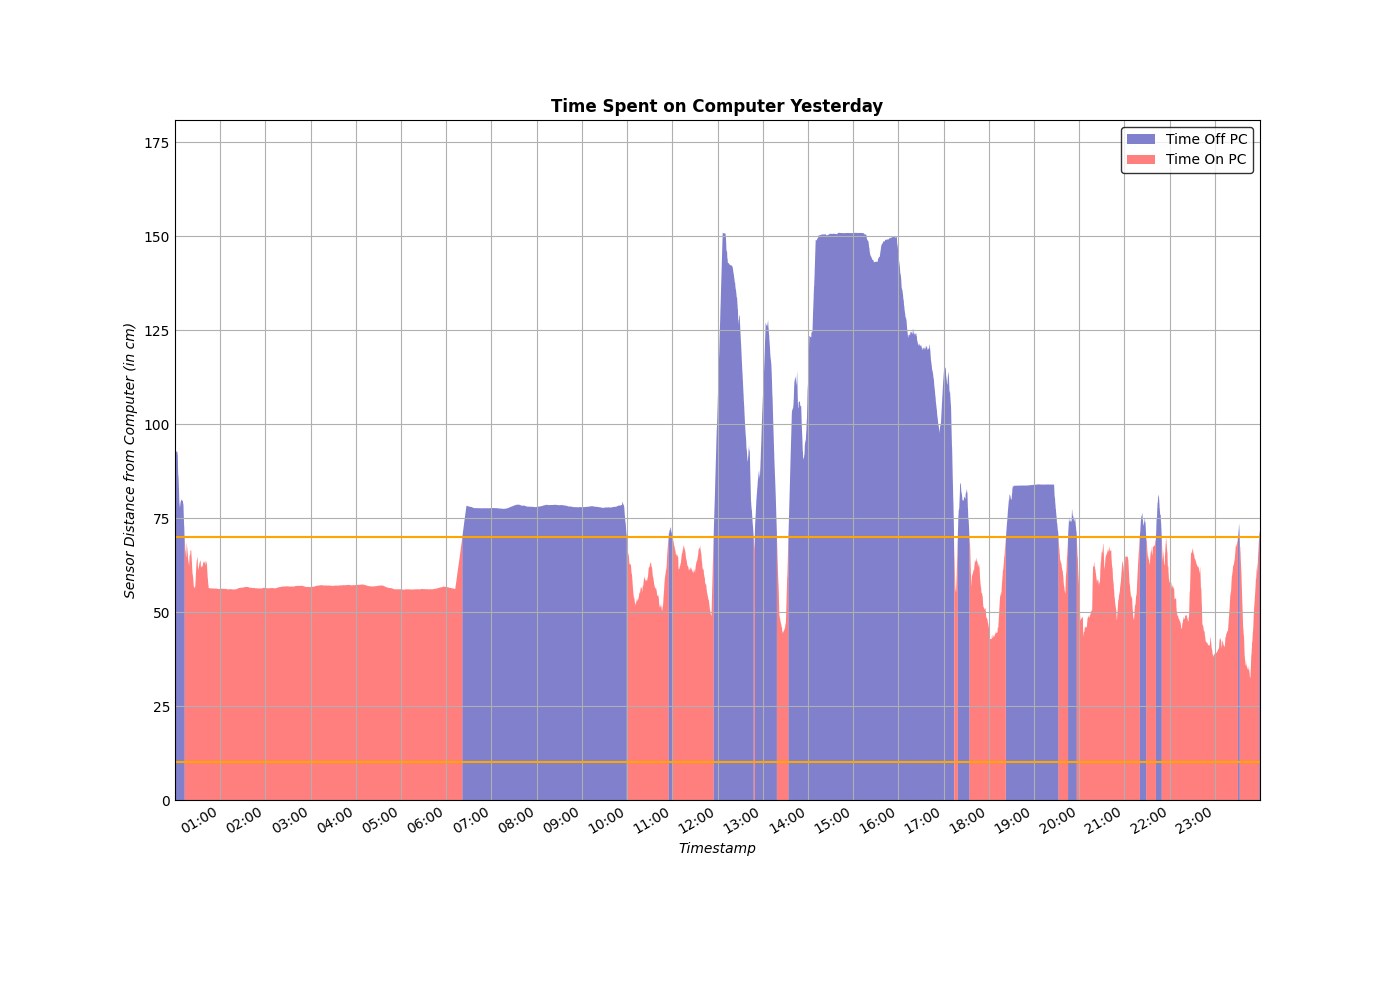 Time Spent on Computer Yesterday
Time Off PC
Time On PC
175
150
125
100
75
50
25
0
Sensor Distance from Computer (in cm)
01:00 02:00 03:00 04:00 05:00 06:00 07:00 08:00 09:00 10:00 11:00 12:00 13:00 14:00 15:00 16:00 17:00 18:00 19:00 20:00 21:00 22:00 23:00
Timestamp